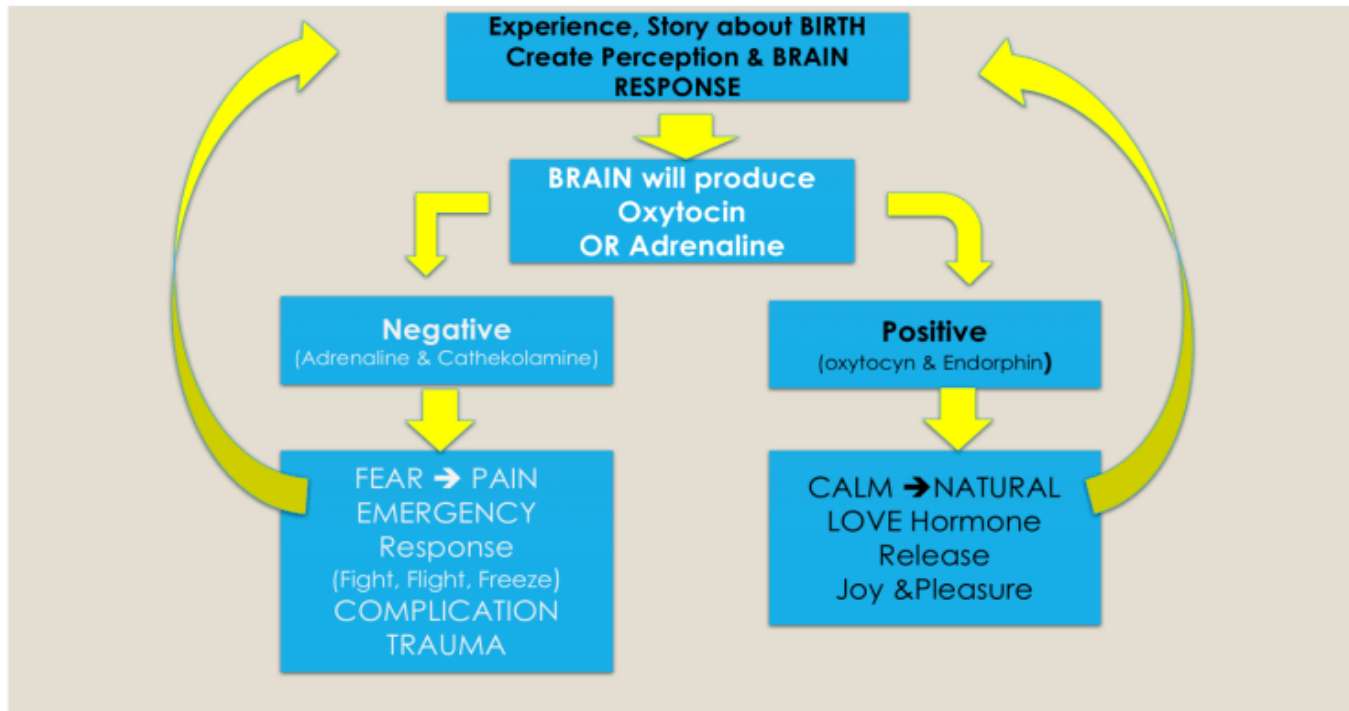 Experience, Story about BIRTH
Create Perception & BRAIN
RESPONSE
BRAIN will produce
Oxytocin
OR Adrenaline
Negative
(Adrenaline & Cathekolamine)
Positive
(oxytocyn & Endorphin)
FEAR ➔ PAIN
EMERGENCY
Response
(Fight, Flight, Freeze)
COMPLICATION
TRAUMA
CALM ➔NATURAL
LOVE Hormone
Release
Joy &Pleasure